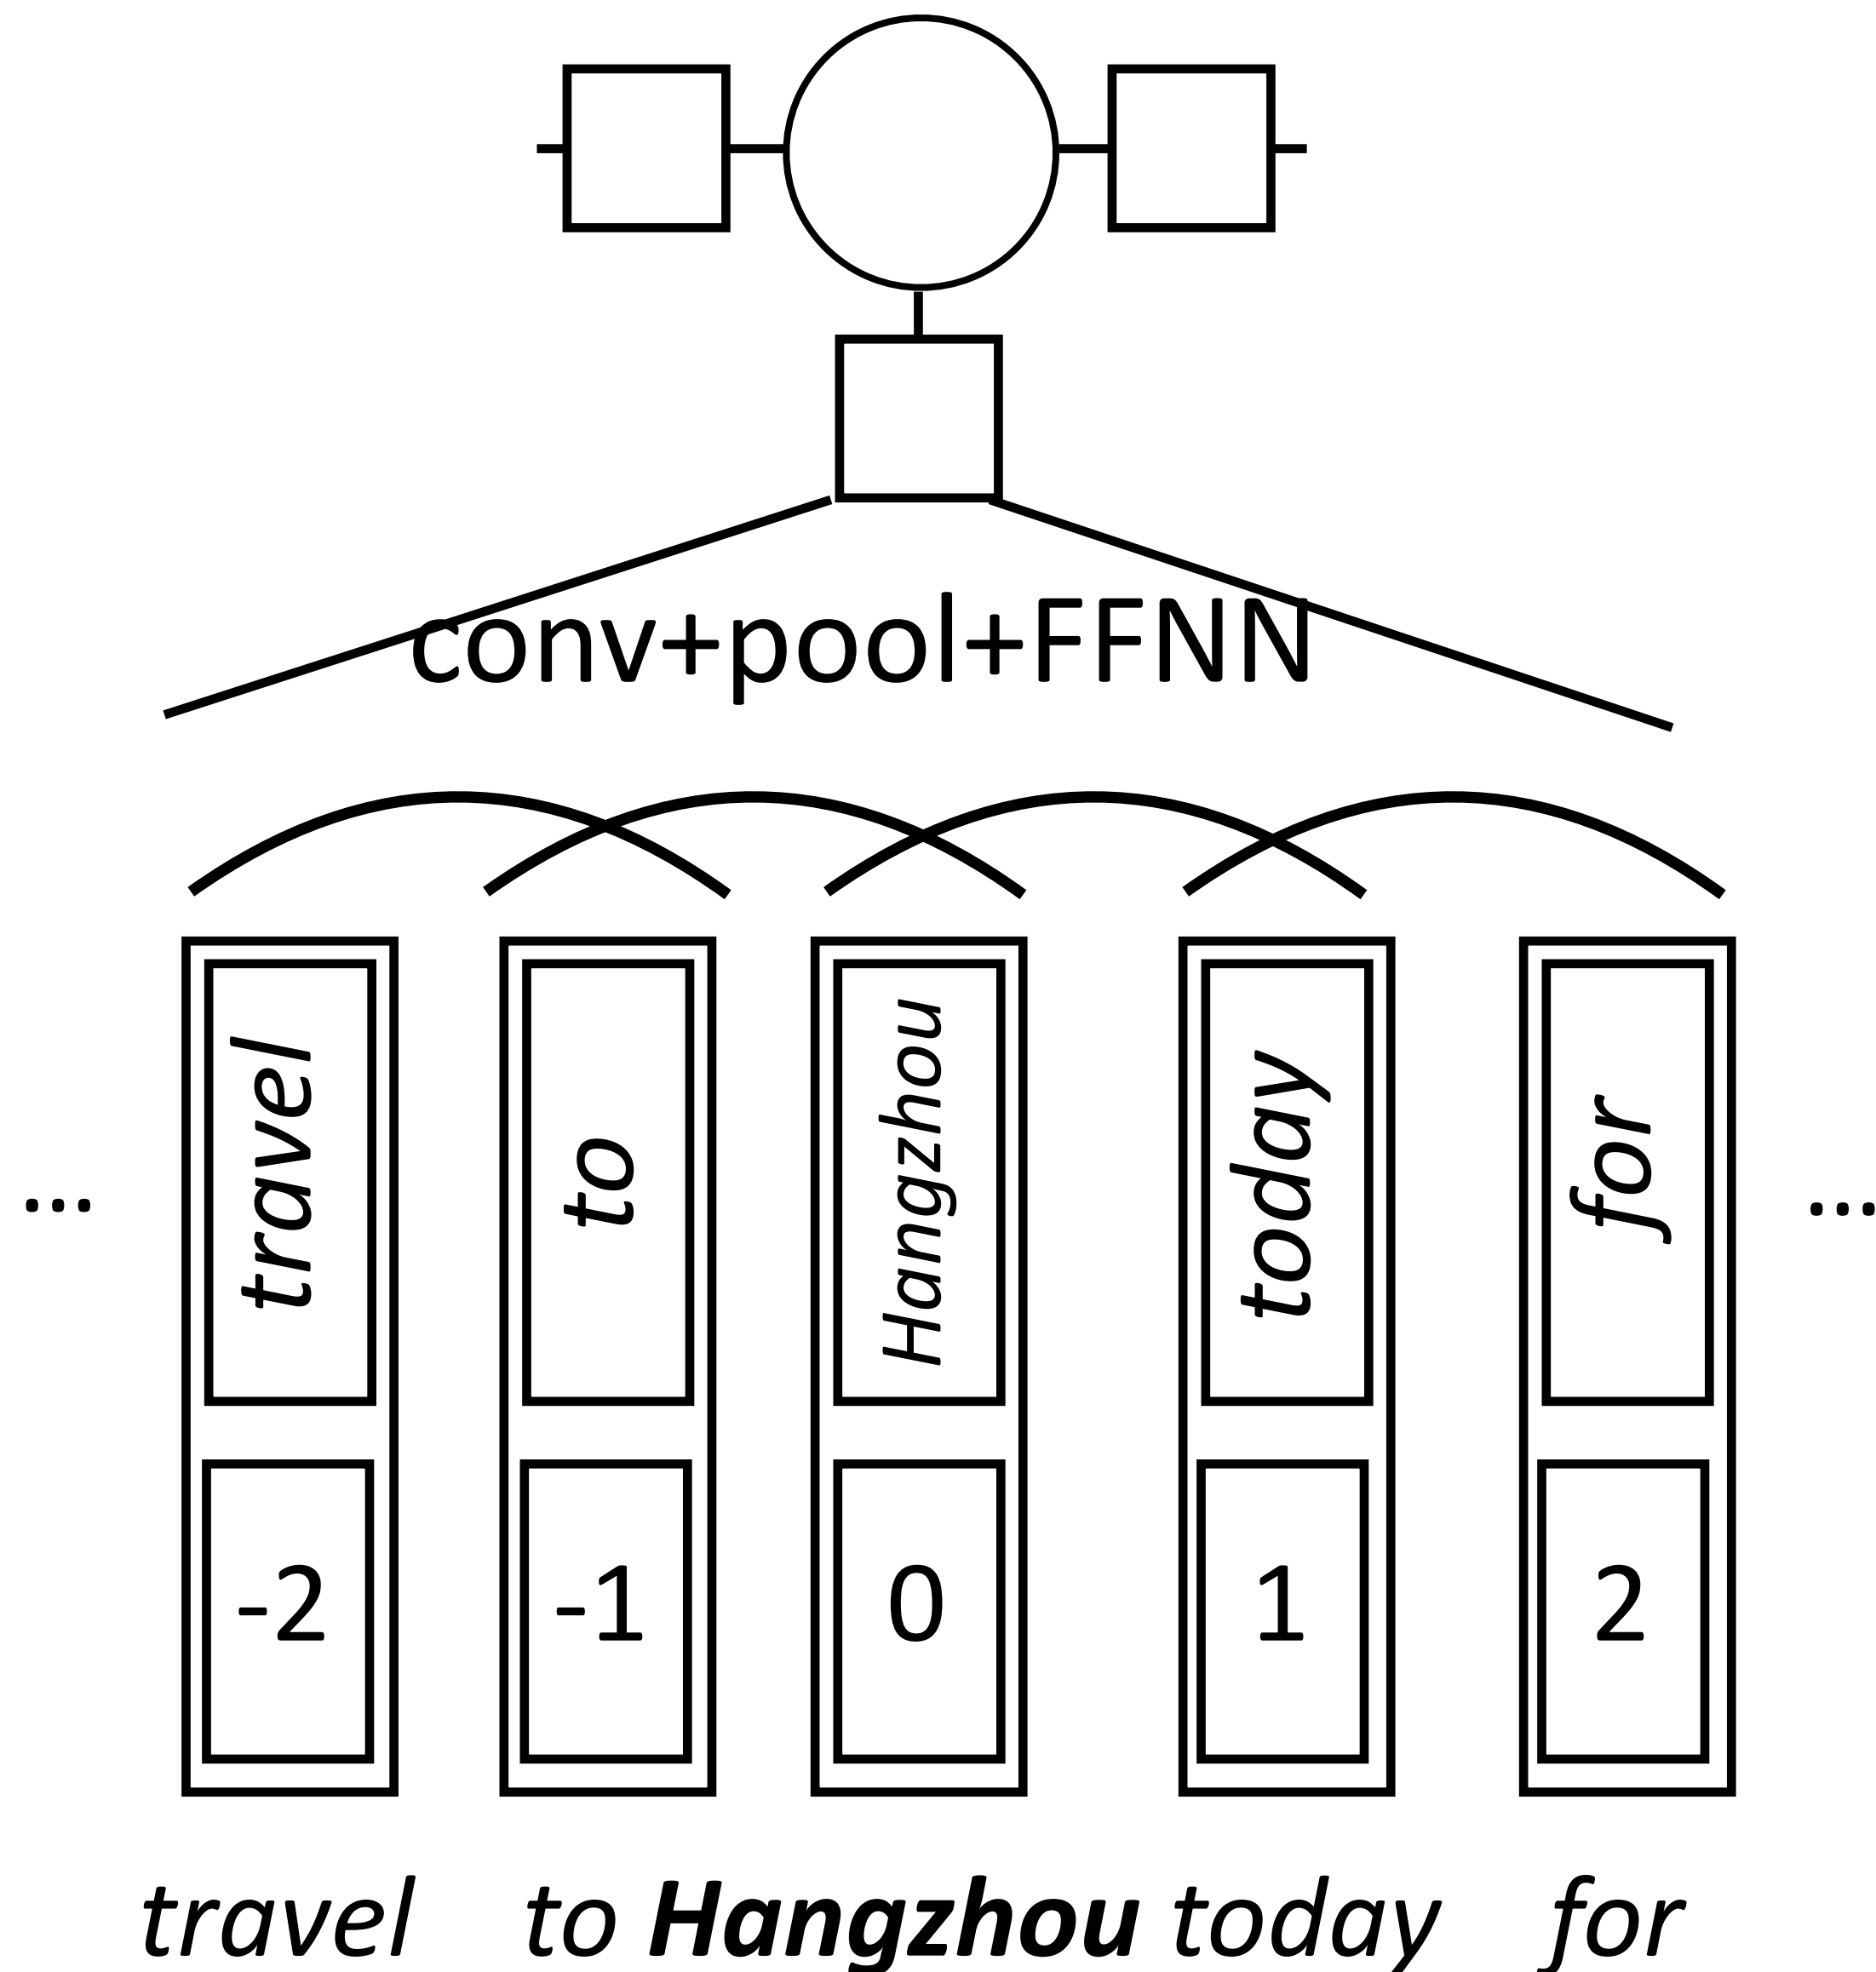 conv+pool+FFNN
... travel to Hangzhou today for ...
-2 -1 0 1 2
travel to Hangzhou today for